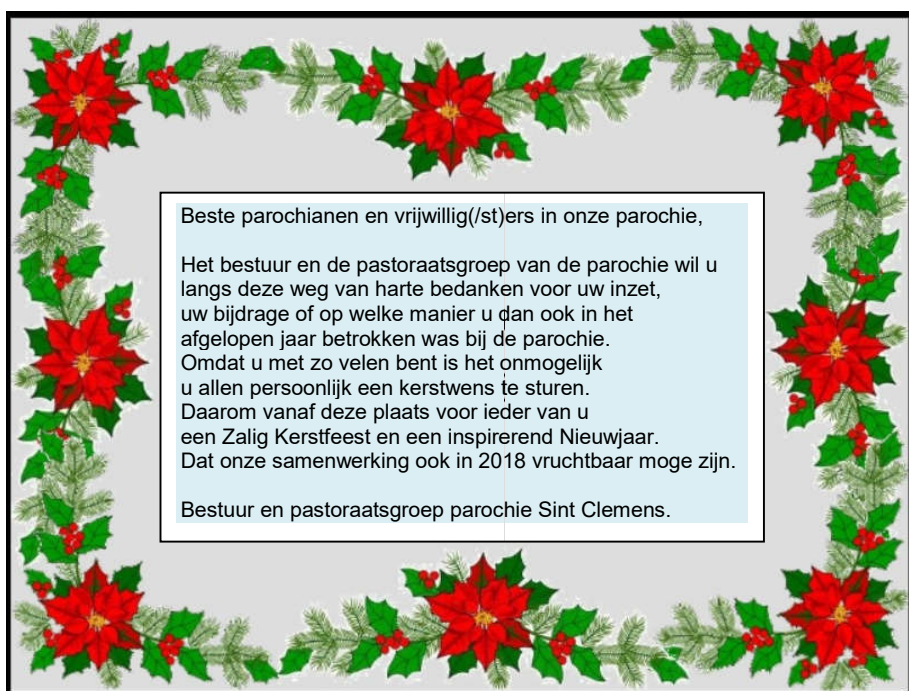 Beste parochianen en vrijwillig(/st)ers in onze parochie,
Het bestuur en de pastoraatsgroep van de parochie wil u
langs deze weg van harte bedanken voor uw inzet,
uw bijdrage of op welke manier u dan ook in het
afgelopen jaar betrokken was bij de parochie.
Omdat u met zo velen bent is het onmogelijk
u allen persoonlijk een kerstwens te sturen.
Daarom vanaf deze plaats voor ieder van u
een Zalig Kerstfeest en een inspirerend Nieuwjaar.
Dat onze samenwerking ook in 2018 vruchtbaar moge zijn.
Bestuur en pastoraatsgroep parochie Sint Clemens.